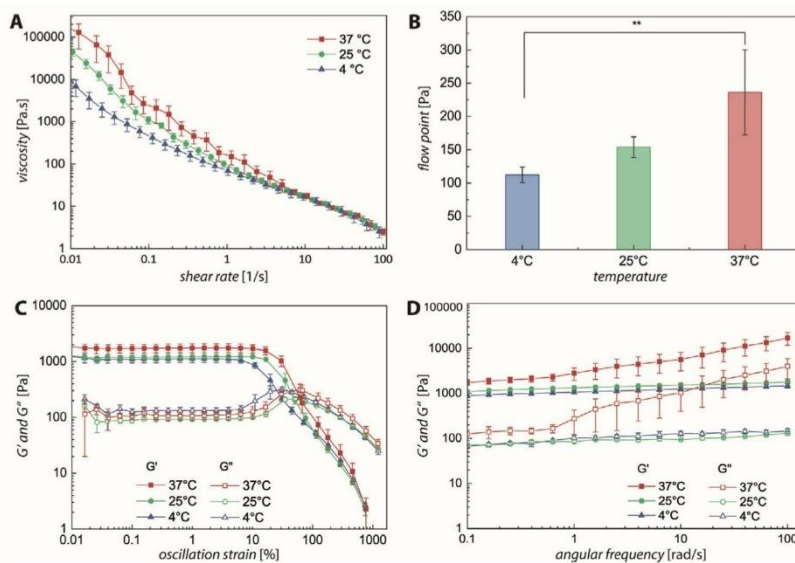 A
viscosity [Pa.s]
100000
10000
1000
100
10
1
0.01 0.1 1 10 100
shear rate [1/s]
37 °C
25 °C
4 °C
B
flow point [Pa]
350
300
250
200
150
100
50
0
**
4°C 25°C 37°C
temperature
C
G' and G" [Pa]
10000
1000
100
10
1
0.01 0.1 1 10 100 1000
oscillation strain [%]
G' G"
37°C 37°C
25°C 25°C
4°C 4°C
D
G' and G" [Pa]
100000
10000
1000
100
10
1
0.1 1 10 100
angular frequency [rad/s]
G' G"
37°C 37°C
25°C 25°C
4°C 4°C